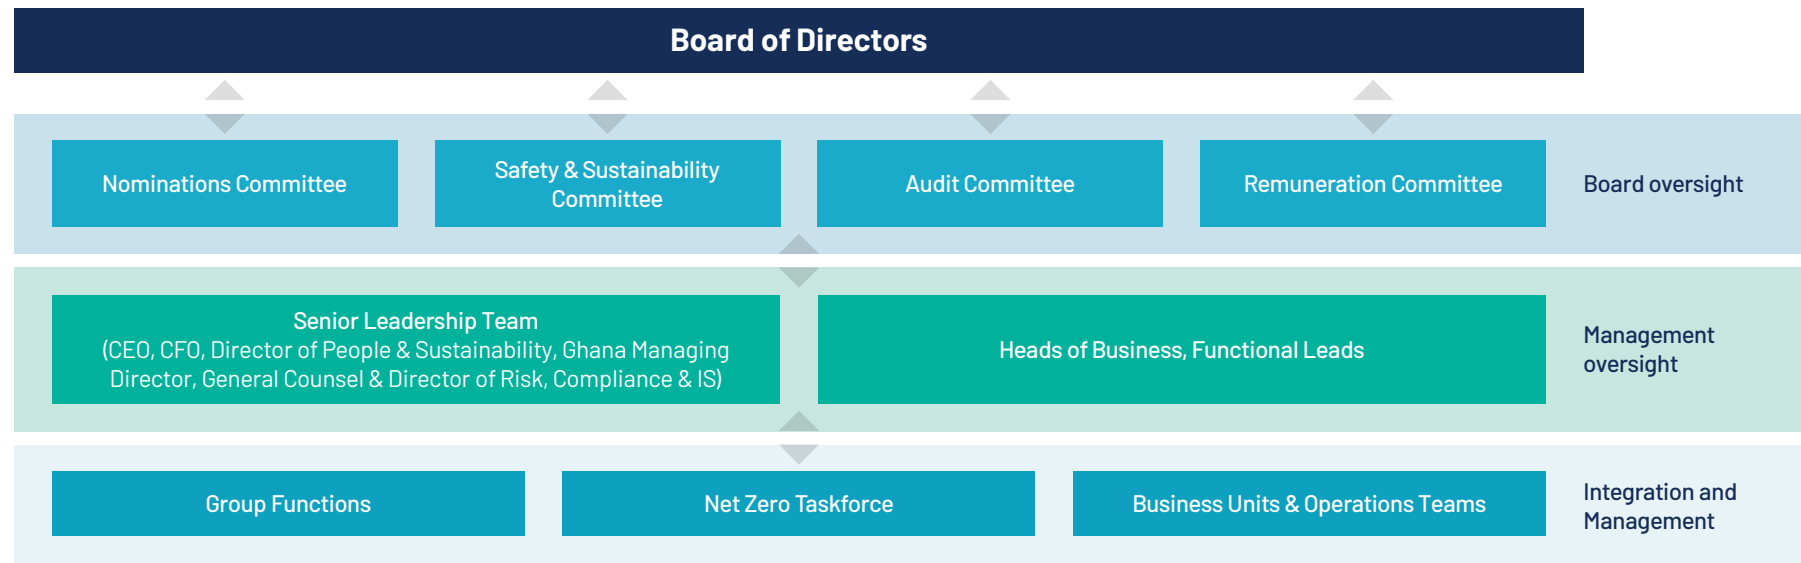 Board of Directors
Nominations Committee
Safety & Sustainability
Committee
Audit Committee
Remuneration Committee
Board oversight
Senior Leadership Team
(CEO, CFO, Director of People & Sustainability, Ghana Managing
Director, General Counsel & Director of Risk, Compliance & IS)
Heads of Business, Functional Leads
Management
oversight
Group Functions
Net Zero Taskforce
Business Units & Operations Teams
Integration and
Management